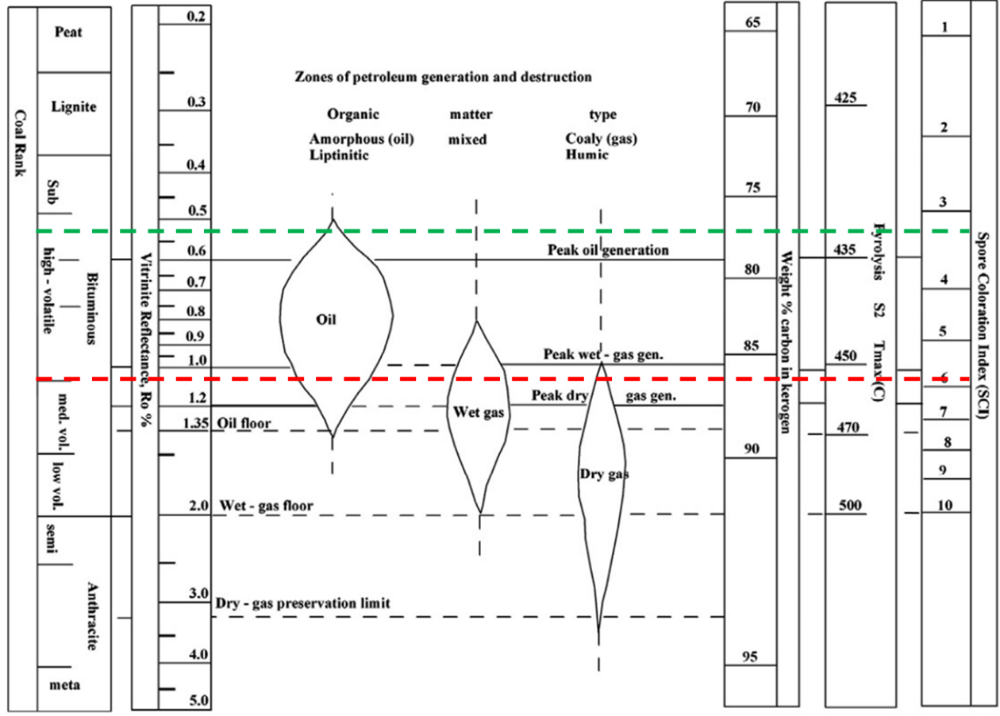 Coal Rank
Peat
Lignite
Sub
high - volatile
Bituminous
med. vol.
low vol.
semi
Anthracite
meta
Vitrinite Reflectance, Ro %
0.2
0.3
0.4
0.5
0.6
0.7
0.8
0.9
1.0
1.2
1.35
2.0
3.0
4.0
5.0
Zones of petroleum generation and destruction
Organic matter type
Amorphous (oil) mixed Coaly (gas)
Liptinitic Humic
Peak oil generation
Oil
Peak wet - gas gen.
Peak dry gas gen.
Wet gas
Oil floor
Dry gas
Wet - gas floor
Dry - gas preservation limit
65
70
75
80
85
90
95
Weight % carbon in kerogen
425
435
450
470
500
Pyrolysis S2 Tmax(C)
1
2
3
4
5
6
7
8
9
10
Spore Coloration Index (SCI)